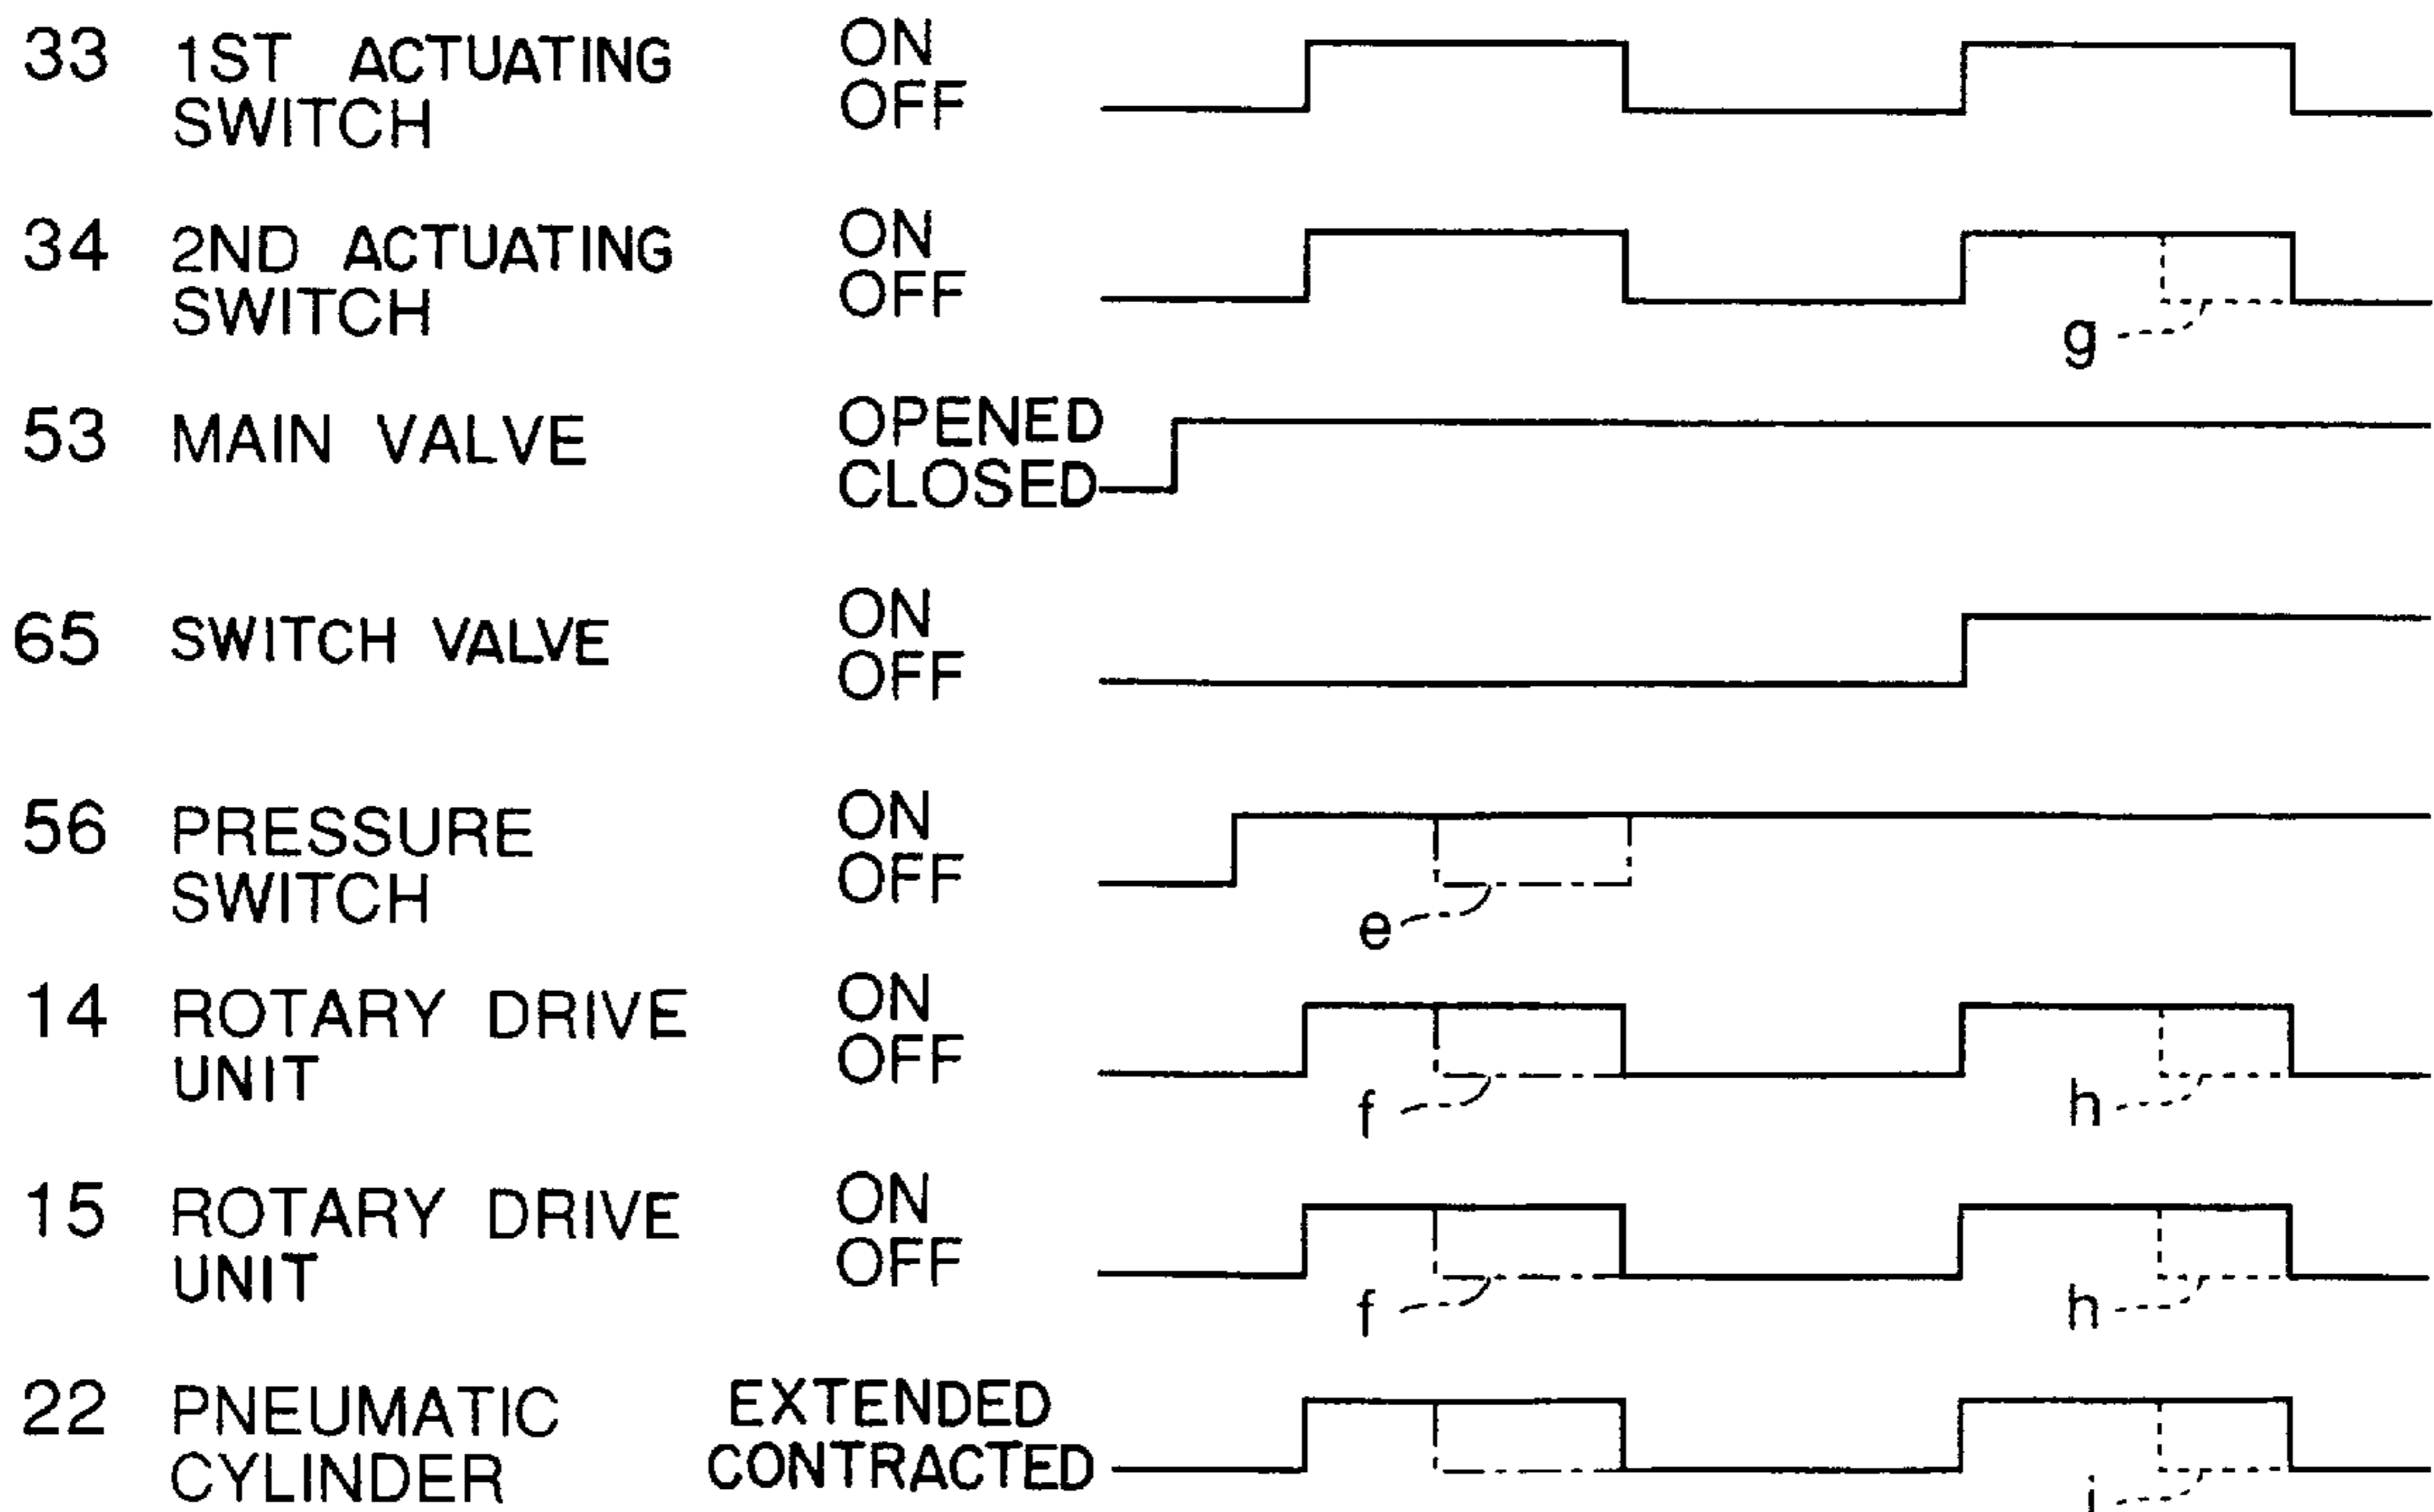 33 1ST ACTUATING ON
SWITCH OFF
34 2ND ACTUATING ON
SWITCH OFF
g
53 MAIN VALVE OPENED
CLOSED
65 SWITCH VALVE ON
OFF
56 PRESSURE ON
SWITCH OFF
e
14 ROTARY DRIVE ON
UNIT OFF
f h
15 ROTARY DRIVE ON
UNIT OFF
f h
22 PNEUMATIC EXTENDED
CYLINDER CONTRACTED